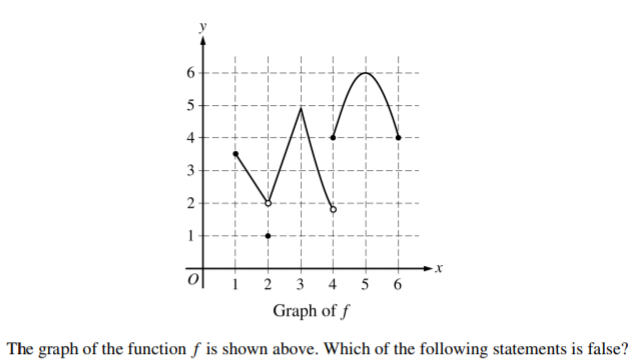 y
6
5
4
3
2
1
O 1 2 3 4 5 6 x
Graph of f
The graph of the function f is shown above. Which of the following statements is false?